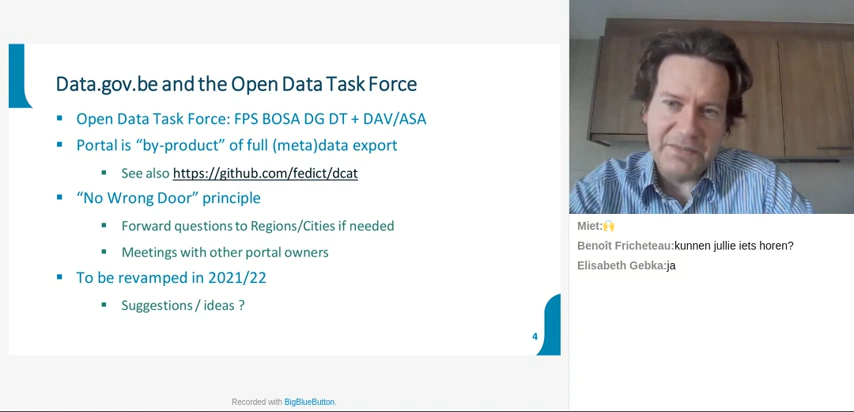 Data.gov.be and the Open Data Task Force
▪ Open Data Task Force: FPS BOSA DG DT + DAV/ASA
▪ Portal is “by-product” of full (meta)data export
▪ See also https://github.com/fedict/dcat
▪ “No Wrong Door” principle
▪ Forward questions to Regions/Cities if needed
▪ Meetings with other portal owners
▪ To be revamped in 2021/22
▪ Suggestions / ideas ?
4
Recorded with BigBlueButton.
Miet:🙌
Benoît Fricheteau:kunnen jullie iets horen?
Elisabeth Gebka:ja